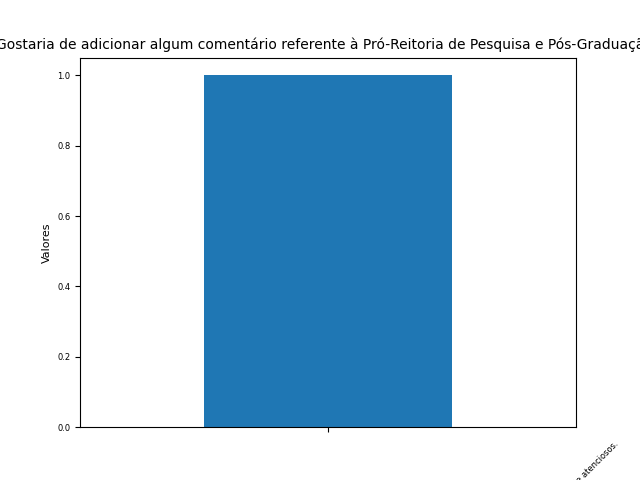 Gostaria de adicionar algum comentário referente à Pró-Reitoria de Pesquisa e Pós-Graduaçã
1.0
0.8
0.6
0.4
0.2
0.0
Valores
e atenciosos.